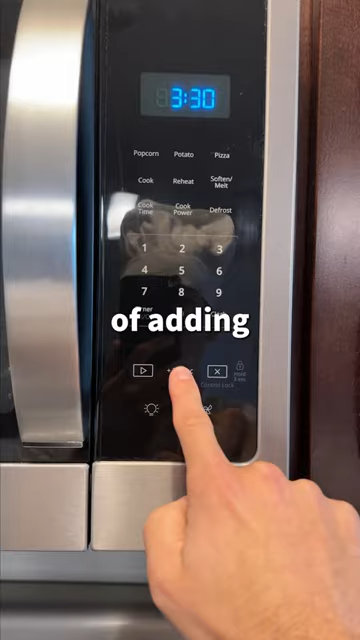 3:30
Popcorn Potato Pizza
Cook Reheat Soften/
Melt
Cook
Time Cook
Power Defrost
1 2 3
4 5 6
7 8 9
of adding
Control Lock